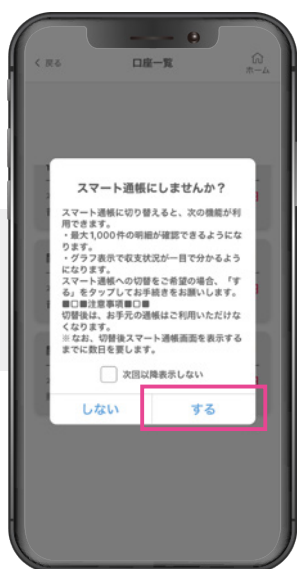 戻る
口座一覧
ホーム
スマート通帳にしませんか？
スマート通帳に切り替えると、次の機能が利
用できます。
・最大1,000件の明細が確認できるようにな
ります。
・グラフ表示で収支状況が一目で分かるよう
になります。
スマート通帳への切替をご希望の場合、「す
る」をタップしてお手続きをお願いします。
■□■注意事項■□■
切替後は、お手元の通帳はご利用いただけな
くなります。
※なお、切替後スマート通帳画面を表示する
までに数日を要します。
次回以降表示しない
しない
する